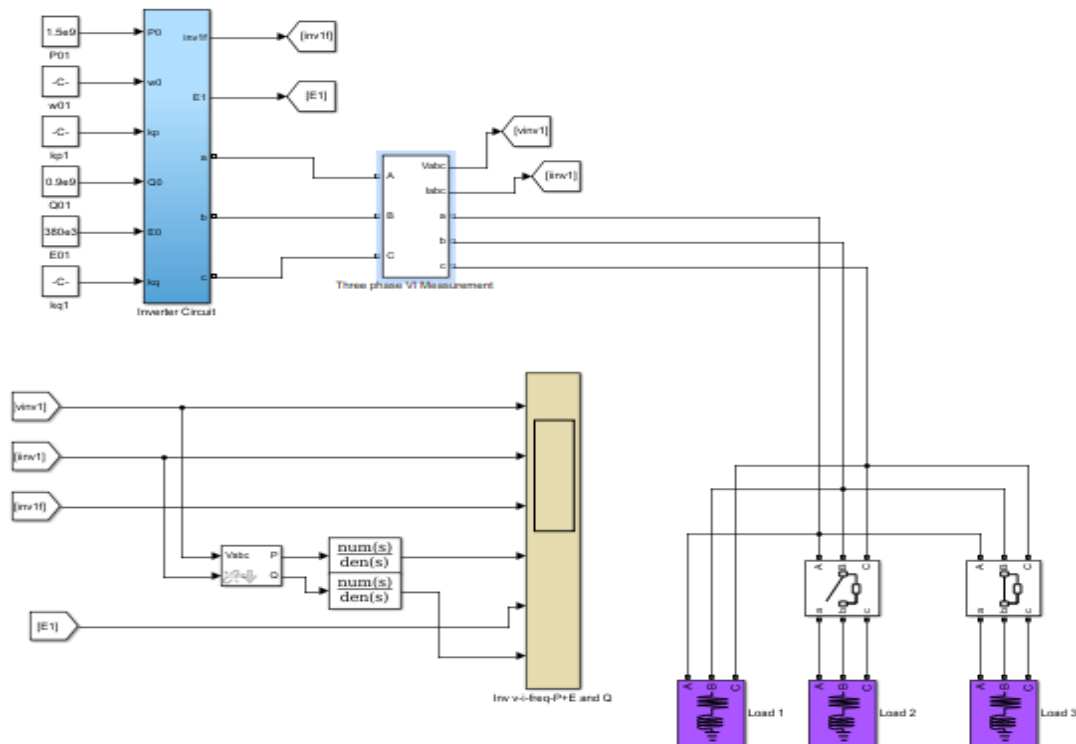 1.5e9
P01
-C-
w01
-C-
kp1
0.9e9
Q01
380e3
E01
-C-
kq1
P0
w0
kp
Q0
E0
kq
inv1f
E1
a
b
c
Inverter Circuit
[inv1f]
[E1]
A
B
C
Vabc
Iabc
a
b
c
Three phase VI Measurement
[vinv1]
[iinv1]
[vinv1]
[iinv1]
[inv1f]
[E1]
Vabc
P
Q
num(s)
den(s)
num(s)
den(s)
Inv v-i-freq-P+E and Q
A B C
a b c
A B C
a b c
A B C
Load 1
A B C
Load 2
A B C
Load 3